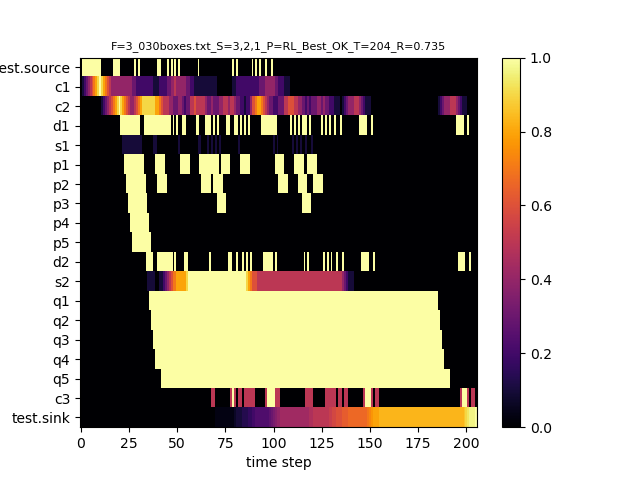 F=3_030boxes.txt_S=3,2,1_P=RL_Best_OK_T=204_R=0.735
est.source
c1
c2
d1
s1
p1
p2
p3
p4
p5
d2
s2
q1
q2
q3
q4
q5
c3
test.sink
0 25 50 75 100 125 150 175 200
time step
1.0
0.8
0.6
0.4
0.2
0.0